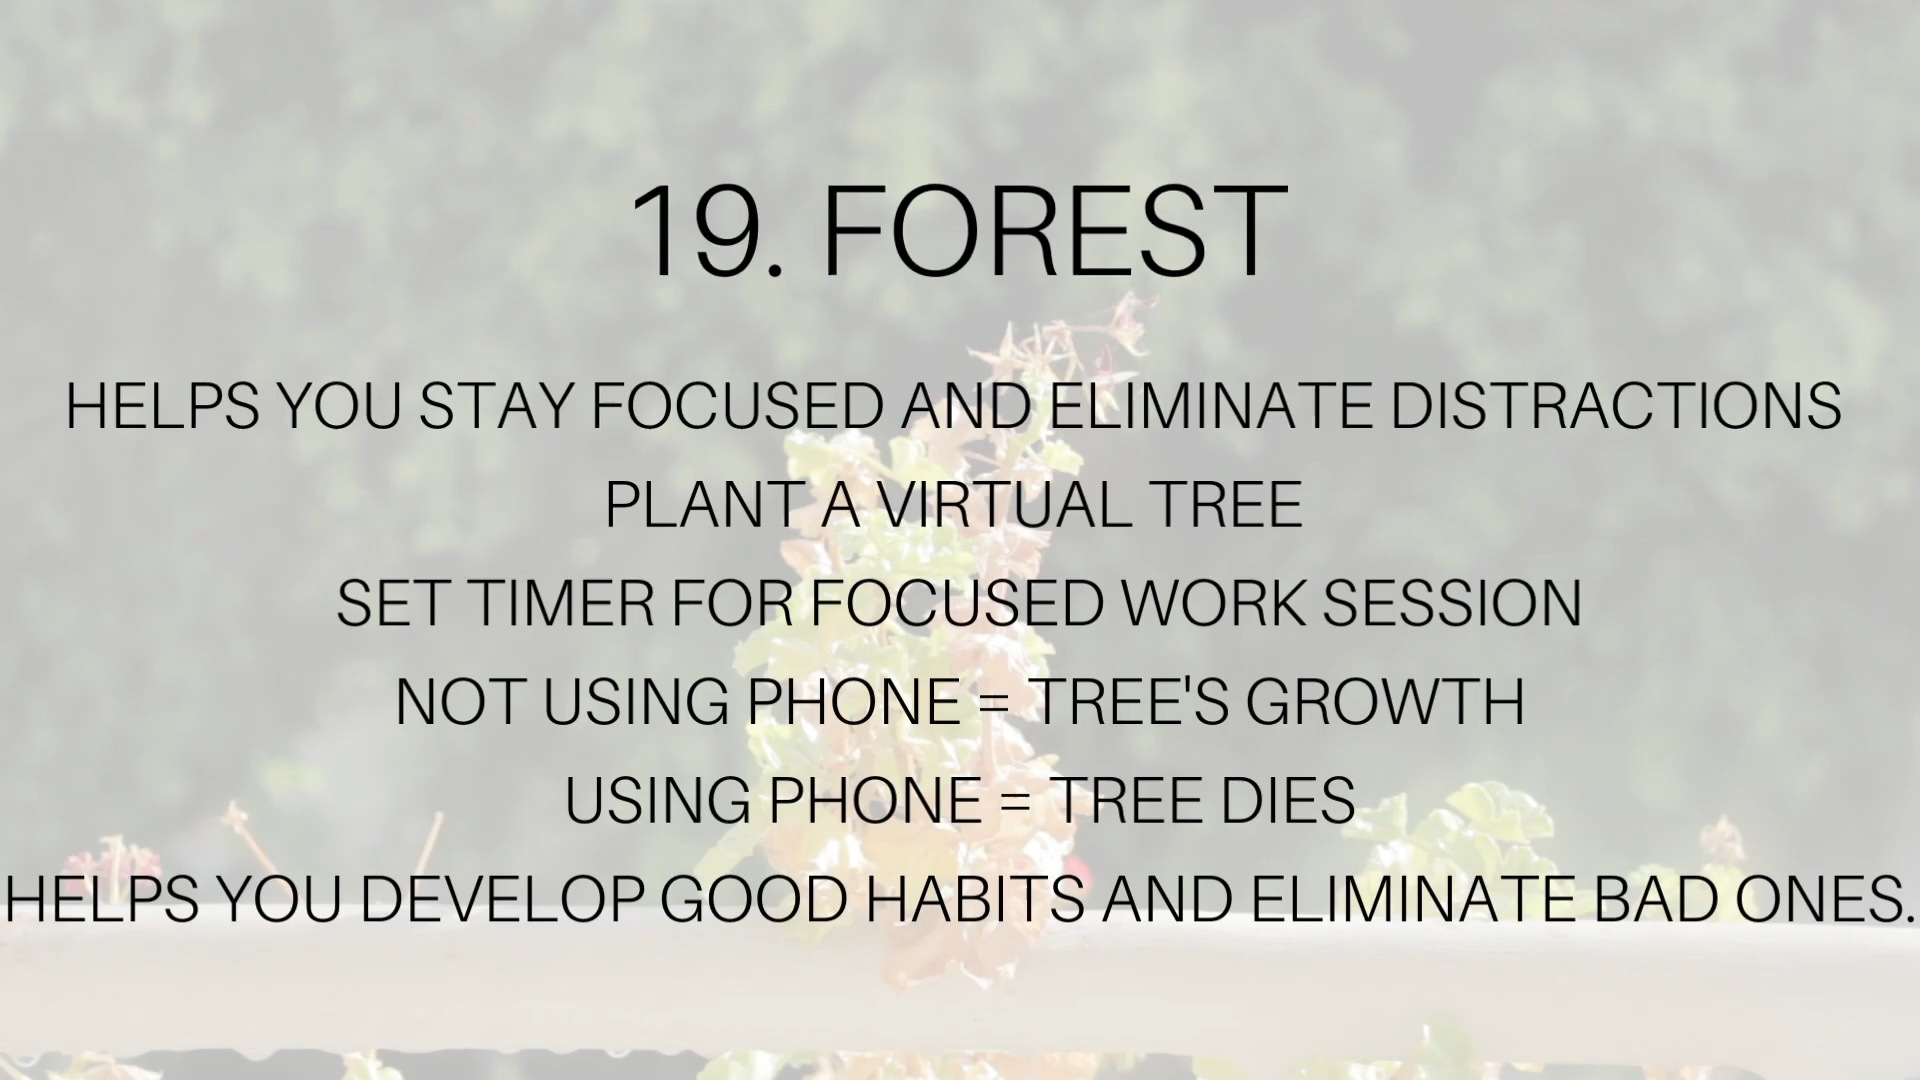 19. FOREST
HELPS YOU STAY FOCUSED AND ELIMINATE DISTRACTIONS
PLANT A VIRTUAL TREE
SET TIMER FOR FOCUSED WORK SESSION
NOT USING PHONE = TREE'S GROWTH
USING PHONE = TREE DIES
HELPS YOU DEVELOP GOOD HABITS AND ELIMINATE BAD ONES.